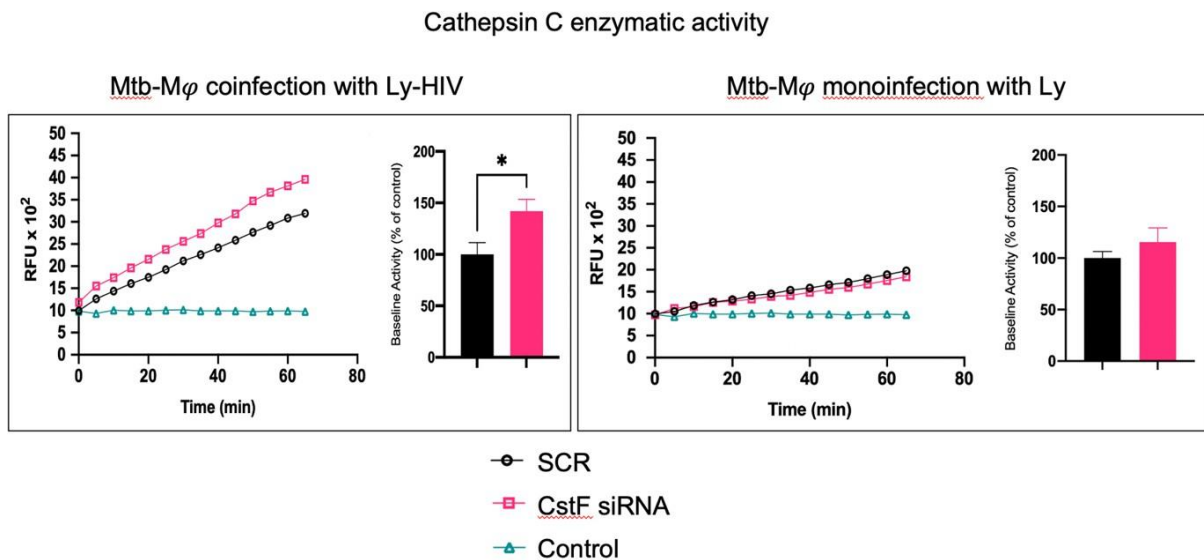 Cathepsin C enzymatic activity
Mtb-Mφ coinfection with Ly-HIV
Mtb-Mφ monoinfection with Ly
RFU x 10²
50
45
40
35
30
25
20
15
10
5
0
0 20 40 60 80
Time (min)
Baseline Activity (% of control)
200
150
100
50
0
*
RFU x 10²
50
45
40
35
30
25
20
15
10
5
0
0 20 40 60 80
Time (min)
Baseline Activity (% of control)
200
150
100
50
0
SCR
CstF siRNA
Control